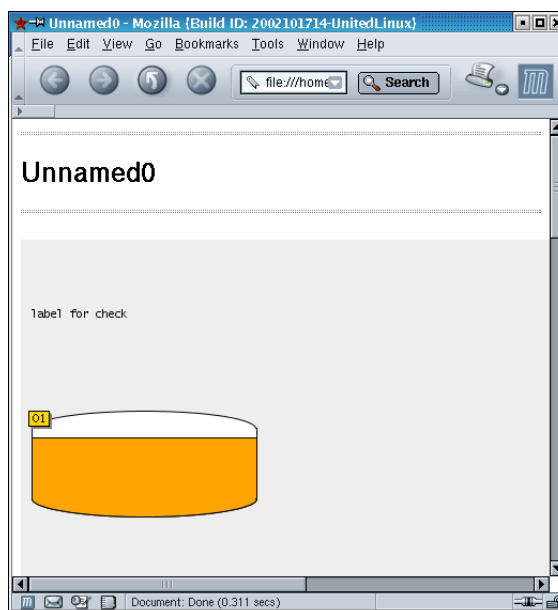 Unnamed0 - Mozilla {Build ID: 2002101714-UnitedLinux}
File Edit View Go Bookmarks Tools Window Help
file:///home Search
Unnamed0
label for check
O1
Document: Done (0.311 secs)